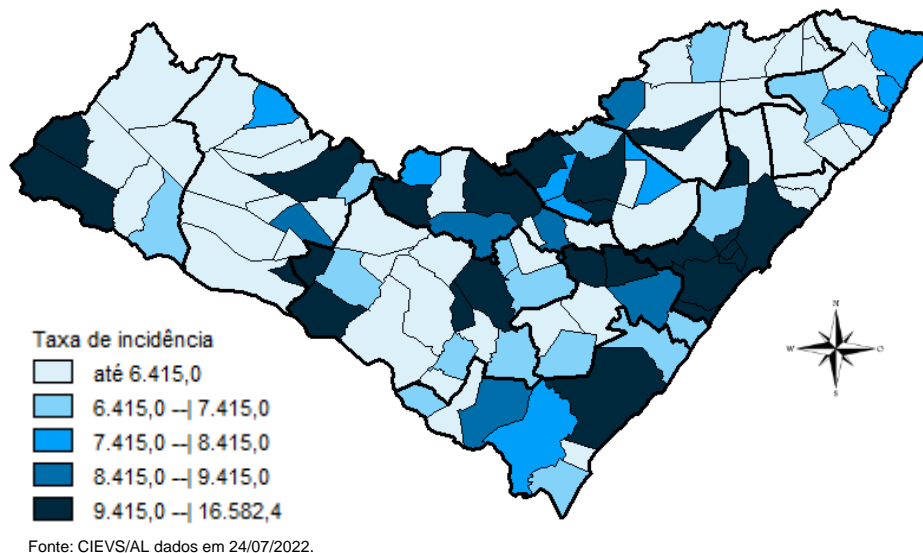 Taxa de incidência
até 6.415,0
6.415,0 --| 7.415,0
7.415,0 --| 8.415,0
8.415,0 --| 9.415,0
9.415,0 --| 16.582,4
N
W
O
S
Fonte: CIEVS/AL dados em 24/07/2022.